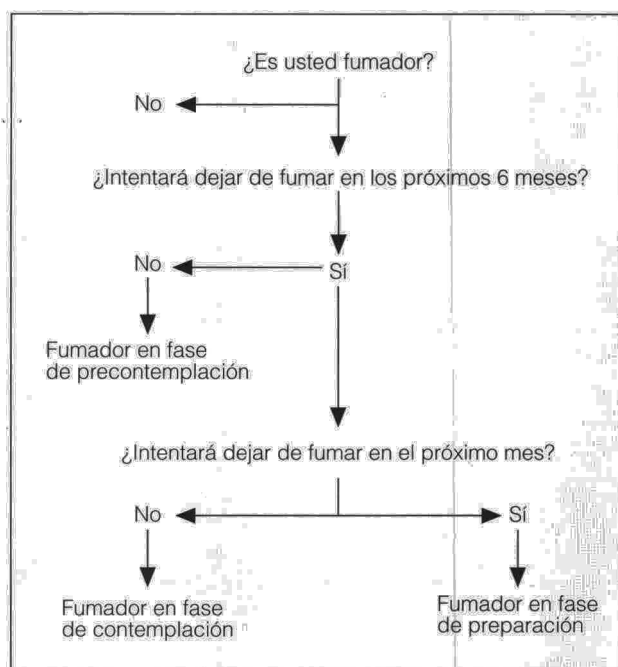 ¿Es usted fumador?
No
¿Intentará dejar de fumar en los próximos 6 meses?
No
Sí
Fumador en fase
de precontemplación
¿Intentará dejar de fumar en el próximo mes?
No
Sí
Fumador en fase
de contemplación
Fumador en fase
de preparación